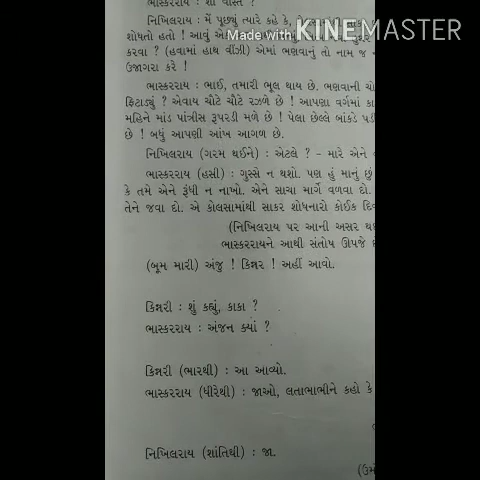 ભાસ્કરરાય : શા વાસ્તે ?
નિખિલરાય : મેં પૂછ્યું ત્યારે કહે કે,
શોધતો હતો ! આવું
Made with KINEMASTER
કરવા ? (હવામાં હાથ વીંઝી) એમાં ભણવાનું તો નામ જ
ઉજાગરા કરે !
ભાસ્કરરાય : ભાઈ, તમારી ભૂલ થાય છે. ભણવાની ચો
ફિટાડ્યું ? એવાય ચૌટે ચૌટે રઝળે છે ! આપણા વર્ગમાં કા
મહિને માંડ પાંત્રીસ રૂપરડી મળે છે ! પેલા છેલ્લે બાંકડે પડી
છે ! બધું આપણી આંખ આગળ છે.
નિખિલરાય (ગરમ થઈને) : એટલે ? – મારે એને
ભાસ્કરરાય (હસી) : ગુસ્સે ન થશો. પણ હું માનું છું
કે તમે એને રૂંધી ન નાખો. એને સાચા માર્ગે વળવા દો.
તેને જવા દો. એ કોલસામાંથી સાકર શોધનારો કોઈક દિ
(નિખિલરાય પર આની અસર થા
ભાસ્કરરાયને આથી સંતોષ ઊપજે
(બૂમ મારી) અંજુ ! કિન્નર ! અહીં આવો.
કિન્નરી : શું કહ્યું, કાકા ?
ભાસ્કરરાય : અંજન ક્યાં ?
કિન્નરી (ભારથી) : આ આવ્યો.
ભાસ્કરરાય (ધીરેથી) : જાઓ, લતાભાભીને કહો કે
નિખિલરાય (શાંતિથી) : જા.
(ઉમં